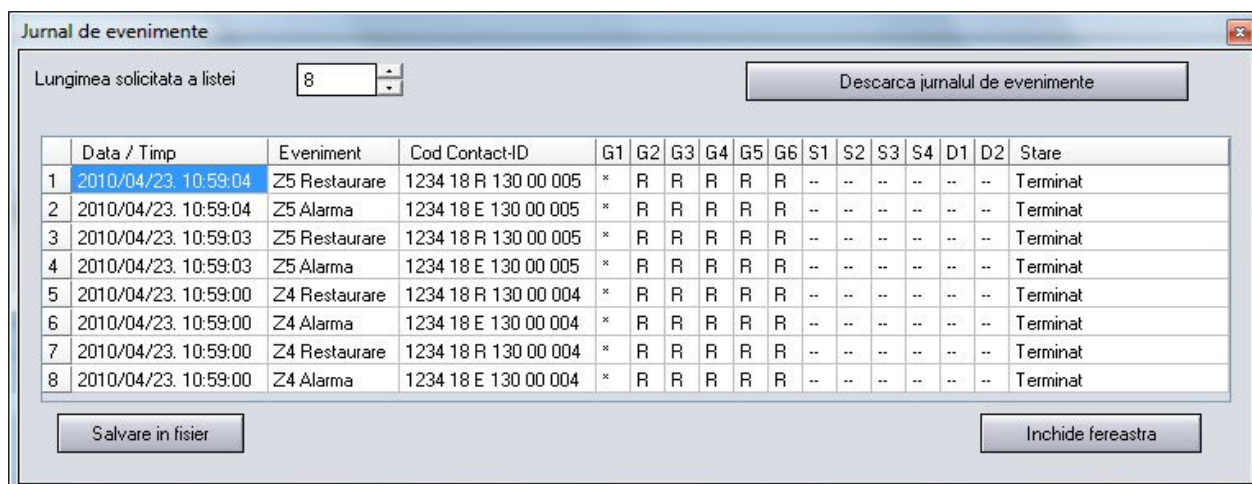 Jurnal de evenimente
Lungimea solicitata a listei 8 Descarca jurnalul de evenimente
Data / Timp Eveniment Cod Contact-ID G1 G2 G3 G4 G5 G6 S1 S2 S3 S4 D1 D2 Stare
1 2010/04/23. 10:59:04 Z5 Restaurare 1234 18 R 130 00 005 * R R R R R -- -- -- -- -- -- Terminat
2 2010/04/23. 10:59:04 Z5 Alarma 1234 18 E 130 00 005 * R R R R R -- -- -- -- -- -- Terminat
3 2010/04/23. 10:59:03 Z5 Restaurare 1234 18 R 130 00 005 * R R R R R -- -- -- -- -- -- Terminat
4 2010/04/23. 10:59:03 Z5 Alarma 1234 18 E 130 00 005 * R R R R R -- -- -- -- -- -- Terminat
5 2010/04/23. 10:59:00 Z4 Restaurare 1234 18 R 130 00 004 * R R R R R -- -- -- -- -- -- Terminat
6 2010/04/23. 10:59:00 Z4 Alarma 1234 18 E 130 00 004 * R R R R R -- -- -- -- -- -- Terminat
7 2010/04/23. 10:59:00 Z4 Restaurare 1234 18 R 130 00 004 * R R R R R -- -- -- -- -- -- Terminat
8 2010/04/23. 10:59:00 Z4 Alarma 1234 18 E 130 00 004 * R R R R R -- -- -- -- -- -- Terminat
Salvare in fisier Inchide fereastra